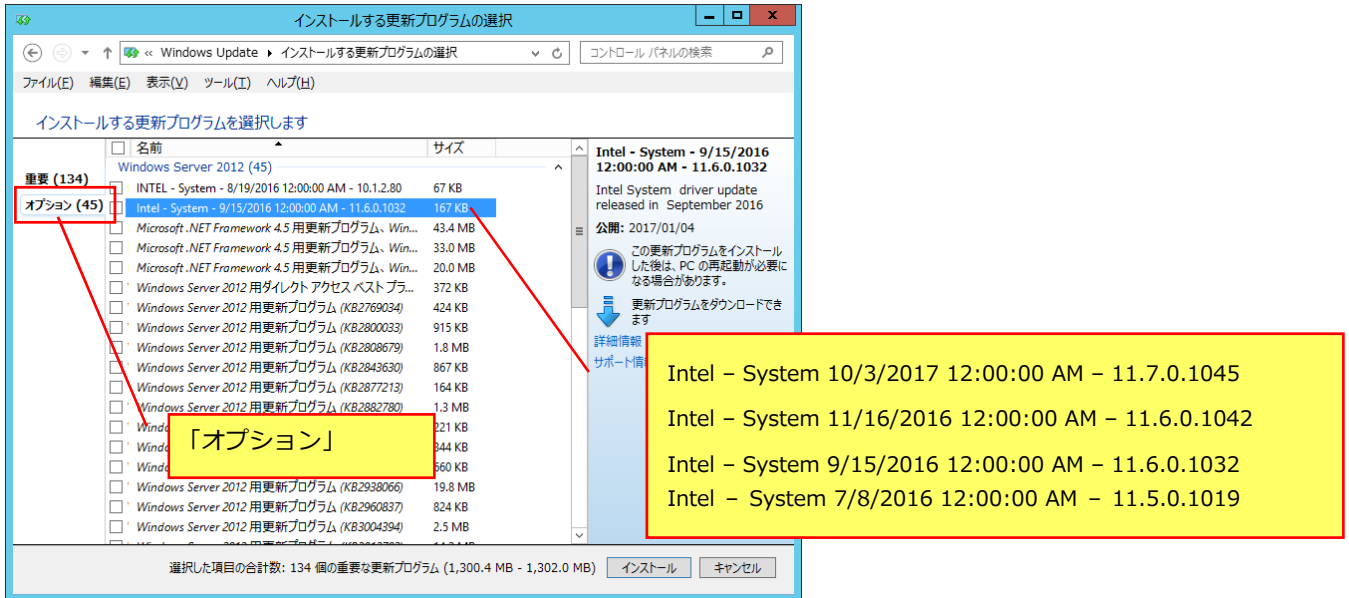 インストールする更新プログラムの選択
« Windows Update ▸ インストールする更新プログラムの選択
コントロール パネルの検索
ファイル(F) 編集(E) 表示(V) ツール(T) ヘルプ(H)
インストールする更新プログラムを選択します
重要 (134)
オプション (45)
名前 サイズ
Windows Server 2012 (45)
INTEL - System - 8/19/2016 12:00:00 AM - 10.1.2.80 67 KB
Intel - System - 9/15/2016 12:00:00 AM - 11.6.0.1032 167 KB
Microsoft .NET Framework 4.5 用更新プログラム、Win... 43.4 MB
Microsoft .NET Framework 4.5 用更新プログラム、Win... 33.0 MB
Microsoft .NET Framework 4.5 用更新プログラム、Win... 20.0 MB
Windows Server 2012 用ダイレクト アクセス ベスト プラ... 372 KB
Windows Server 2012 用更新プログラム (KB2769034) 424 KB
Windows Server 2012 用更新プログラム (KB2800033) 915 KB
Windows Server 2012 用更新プログラム (KB2808679) 1.8 MB
Windows Server 2012 用更新プログラム (KB2843630) 867 KB
Windows Server 2012 用更新プログラム (KB2877213) 164 KB
Windows Server 2012 用更新プログラム (KB2882780) 1.3 MB
221 KB
344 KB
560 KB
Windows Server 2012 用更新プログラム (KB2938066) 19.8 MB
Windows Server 2012 用更新プログラム (KB2960837) 824 KB
Windows Server 2012 用更新プログラム (KB3004394) 2.5 MB
「オプション」
Intel - System - 9/15/2016
12:00:00 AM - 11.6.0.1032
Intel System driver update
released in September 2016
公開: 2017/01/04
この更新プログラムをインストール
した後は、PC の再起動が必要に
なる場合があります。
更新プログラムをダウンロードでき
ます
詳細情報
サポート情
Intel – System 10/3/2017 12:00:00 AM – 11.7.0.1045
Intel – System 11/16/2016 12:00:00 AM – 11.6.0.1042
Intel – System 9/15/2016 12:00:00 AM – 11.6.0.1032
Intel – System 7/8/2016 12:00:00 AM – 11.5.0.1019
選択した項目の合計数: 134 個の重要な更新プログラム (1,300.4 MB - 1,302.0 MB)
インストール キャンセル